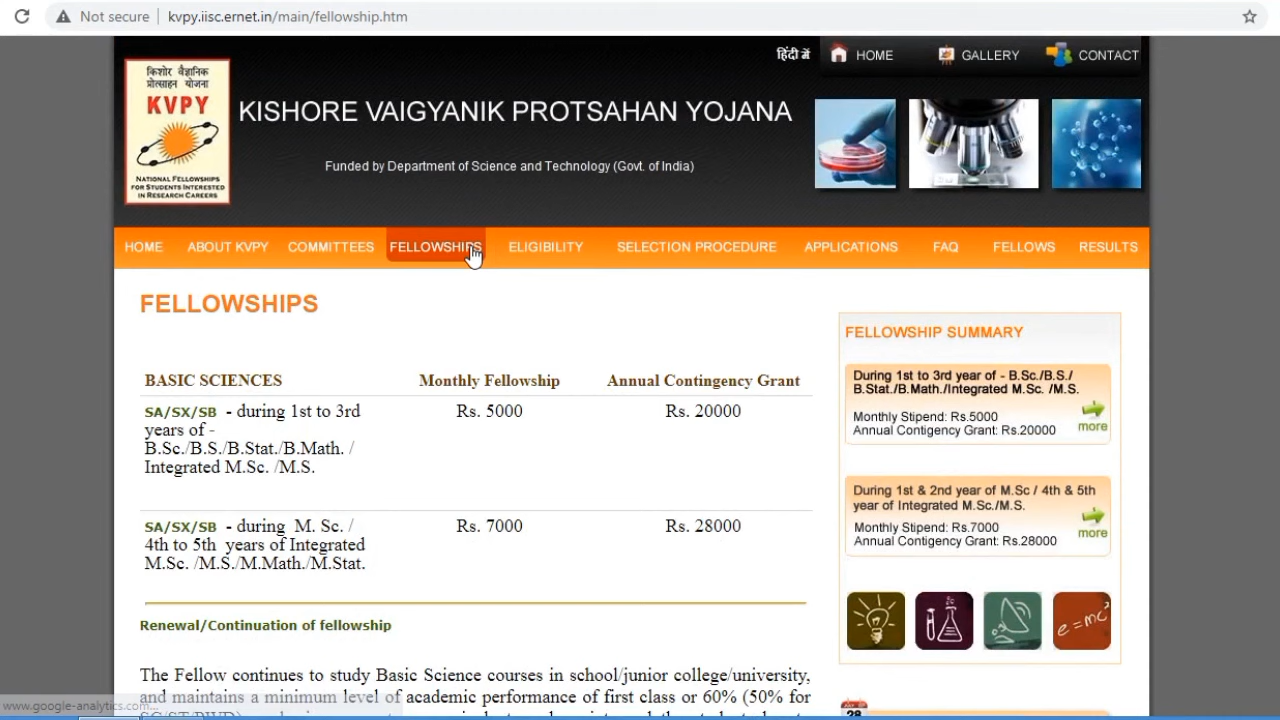 Not secure kvpy.iisc.ernet.in/main/fellowship.htm
हिंदी में HOME GALLERY CONTACT
किशोर वैज्ञानिक
प्रोत्साहन योजना
KVPY
NATIONAL FELLOWSHIPS
FOR STUDENTS INTERESTED
IN RESEARCH CAREERS
KISHORE VAIGYANIK PROTSAHAN YOJANA
Funded by Department of Science and Technology (Govt. of India)
HOME ABOUT KVPY COMMITTEES FELLOWSHIPS ELIGIBILITY SELECTION PROCEDURE APPLICATIONS FAQ FELLOWS RESULTS
FELLOWSHIPS
BASIC SCIENCES Monthly Fellowship Annual Contingency Grant
SA/SX/SB - during 1st to 3rd Rs. 5000 Rs. 20000
years of -
B.Sc./B.S./B.Stat./B.Math. /
Integrated M.Sc. /M.S.
SA/SX/SB - during M. Sc. / Rs. 7000 Rs. 28000
4th to 5th years of Integrated
M.Sc. /M.S./M.Math./M.Stat.
Renewal/Continuation of fellowship
The Fellow continues to study Basic Science courses in school/junior college/university,
and maintains a minimum level of academic performance of first class or 60% (50% for
www.google-analytics.com...
FELLOWSHIP SUMMARY
During 1st to 3rd year of - B.Sc./B.S./
B.Stat./B.Math./Integrated M.Sc. /M.S.
Monthly Stipend: Rs.5000
Annual Contigency Grant: Rs.20000
more
During 1st & 2nd year of M.Sc / 4th & 5th
year of Integrated M.Sc./M.S.
Monthly Stipend: Rs.7000
Annual Contigency Grant: Rs.28000
more
e=mc²
28